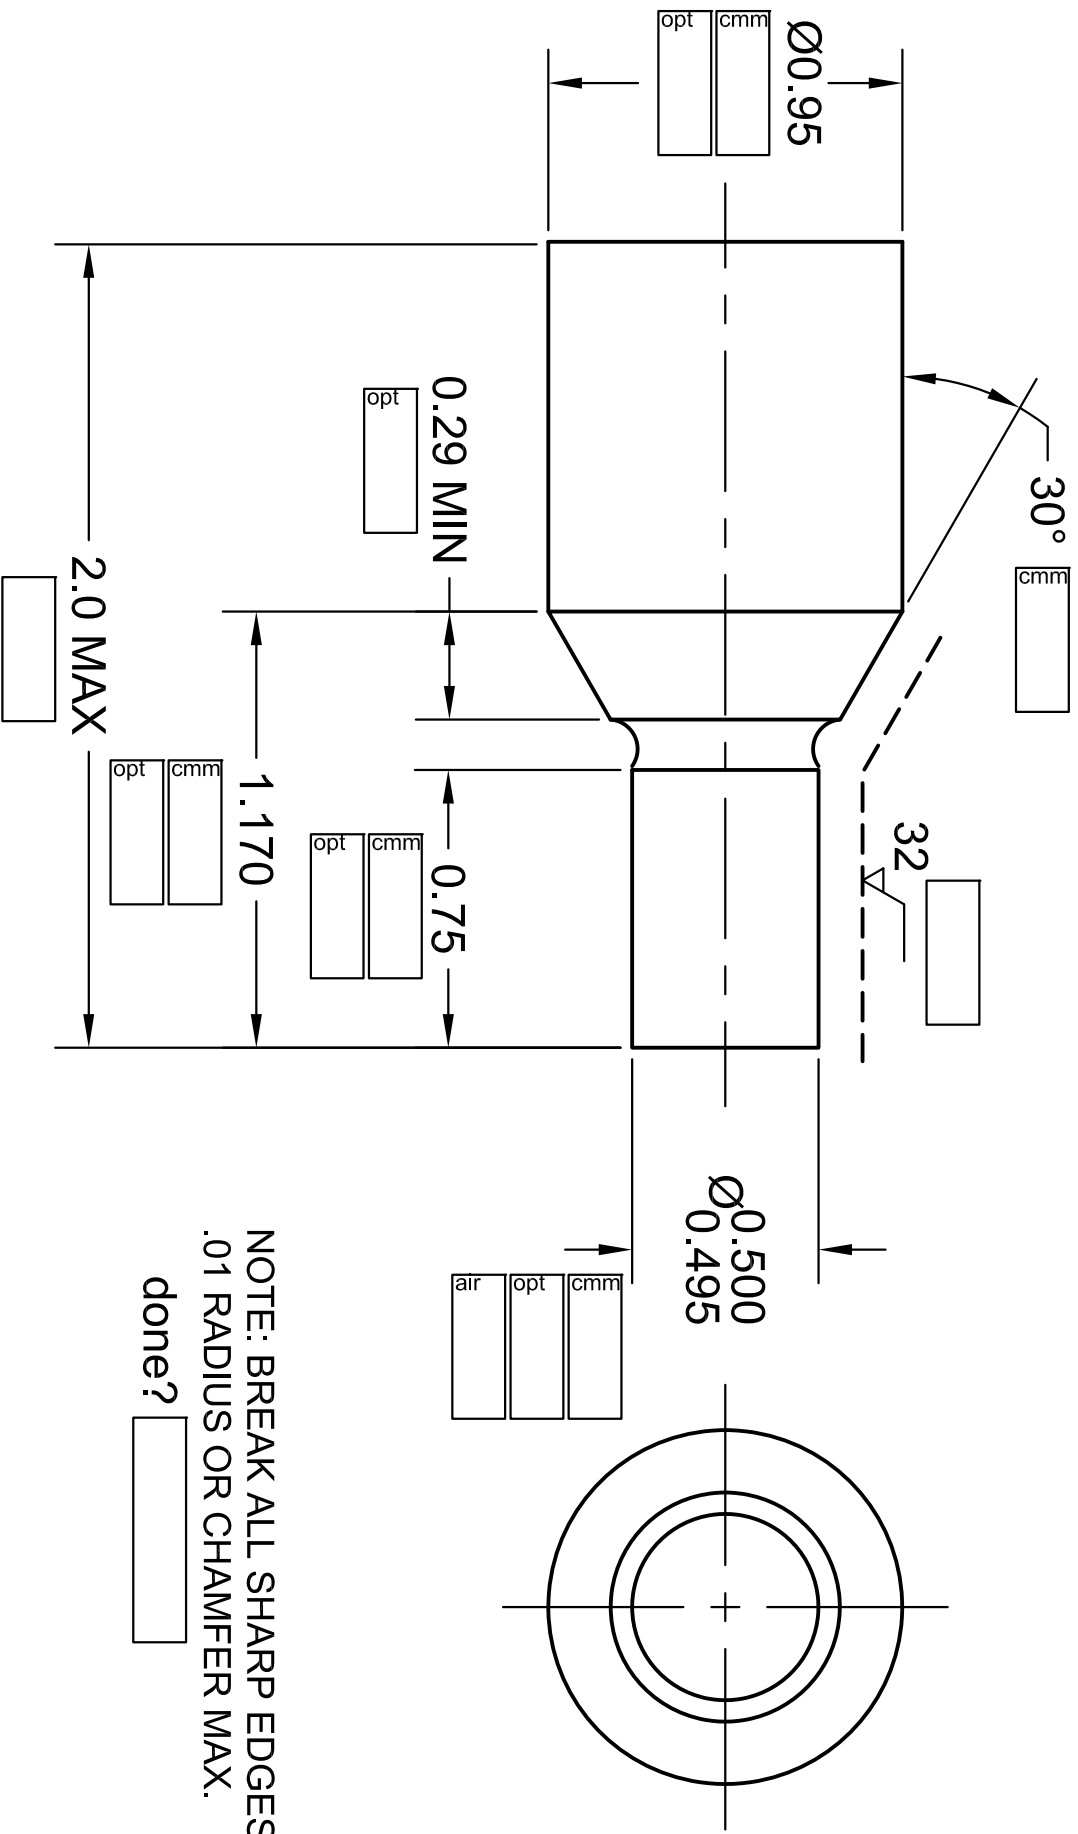 Ø0.95
cmm
opt
30°
cmm
32
0.29 MIN
opt
0.75
cmm
opt
1.170
cmm
opt
2.0 MAX
Ø0.500
0.495
cmm
opt
air
NOTE: BREAK ALL SHARP EDGES
.01 RADIUS OR CHAMFER MAX.
done?